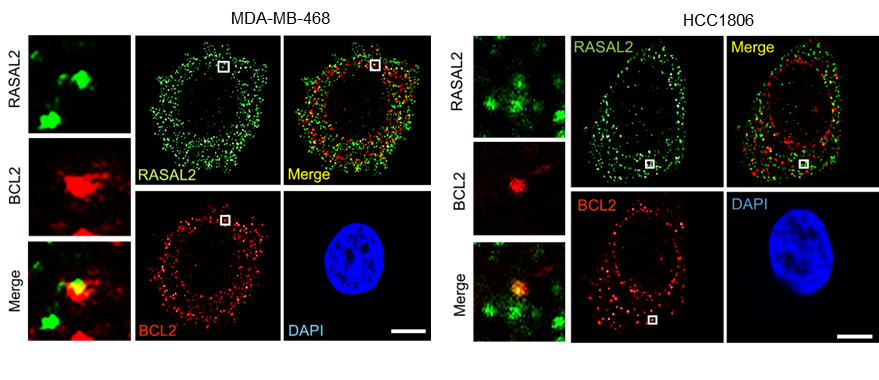 MDA-MB-468
HCC1806
RASAL2
BCL2
Merge
RASAL2
Merge
BCL2
DAPI
RASAL2
BCL2
Merge
RASAL2
Merge
BCL2
DAPI